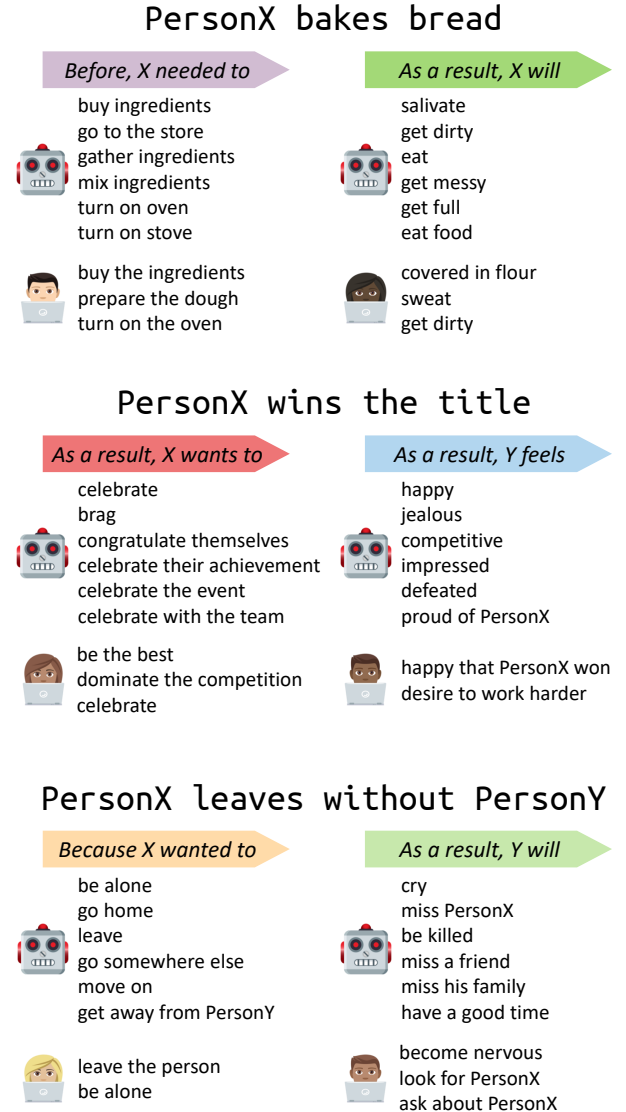 PersonX bakes bread
Before, X needed to
buy ingredients
go to the store
gather ingredients
mix ingredients
turn on oven
turn on stove
buy the ingredients
prepare the dough
turn on the oven
As a result, X will
salivate
get dirty
eat
get messy
get full
eat food
covered in flour
sweat
get dirty
PersonX wins the title
As a result, X wants to
celebrate
brag
congratulate themselves
celebrate their achievement
celebrate the event
celebrate with the team
be the best
dominate the competition
celebrate
As a result, Y feels
happy
jealous
competitive
impressed
defeated
proud of PersonX
happy that PersonX won
desire to work harder
PersonX leaves without PersonY
Because X wanted to
be alone
go home
leave
go somewhere else
move on
get away from PersonY
leave the person
be alone
As a result, Y will
cry
miss PersonX
be killed
miss a friend
miss his family
have a good time
become nervous
look for PersonX
ask about PersonX